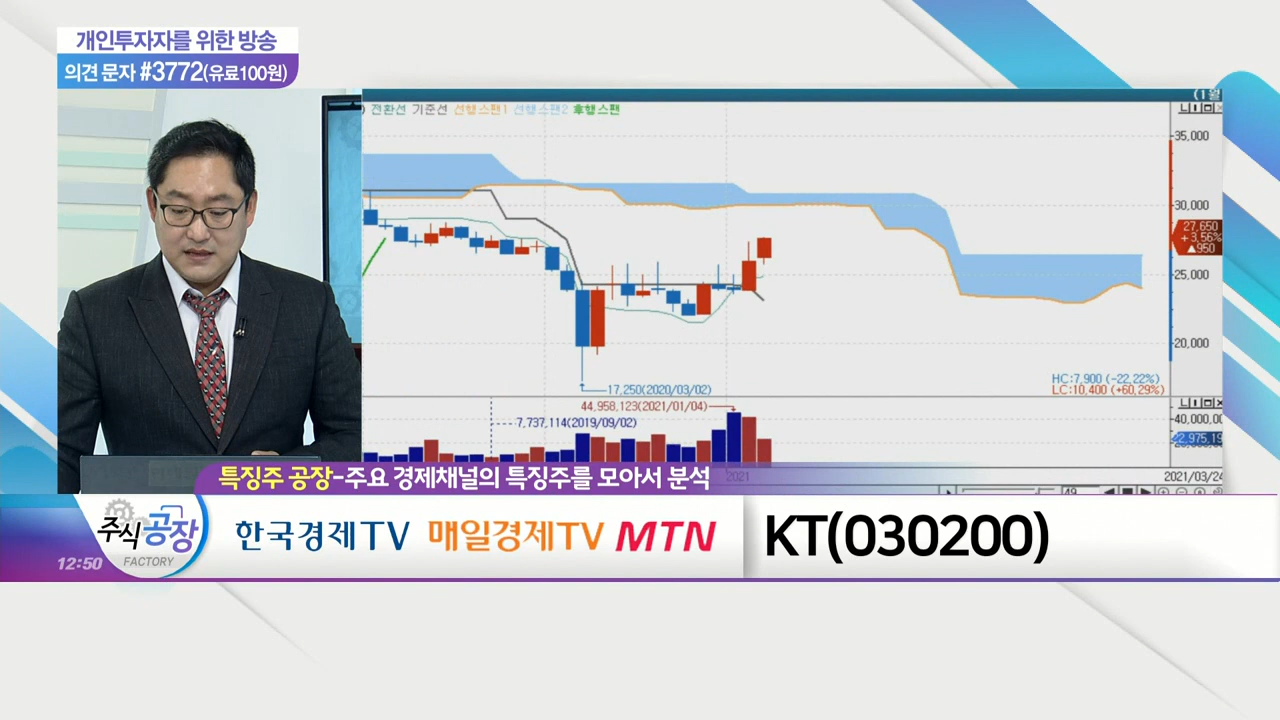 개인투자자를 위한 방송
의견 문자 #3772(유료100원)
(1월
) 전환선 기준선 선행스팬1 선행스팬2 후행스팬
35,000
30,000
27,650
+3,56%
▲950
25,000
20,000
17,250(2020/03/02)
HC:7,900 (-22,22%)
LC:10,400 (+60,29%)
44,958,123(2021/01/04)
7,737,114(2019/09/02)
40,000,00
22,975,19
2021
2021/03/24
49
특징주 공장-주요 경제채널의 특징주를 모아서 분석
주식공장
FACTORY
12:50
한국경제TV 매일경제TV MTN
KT(030200)